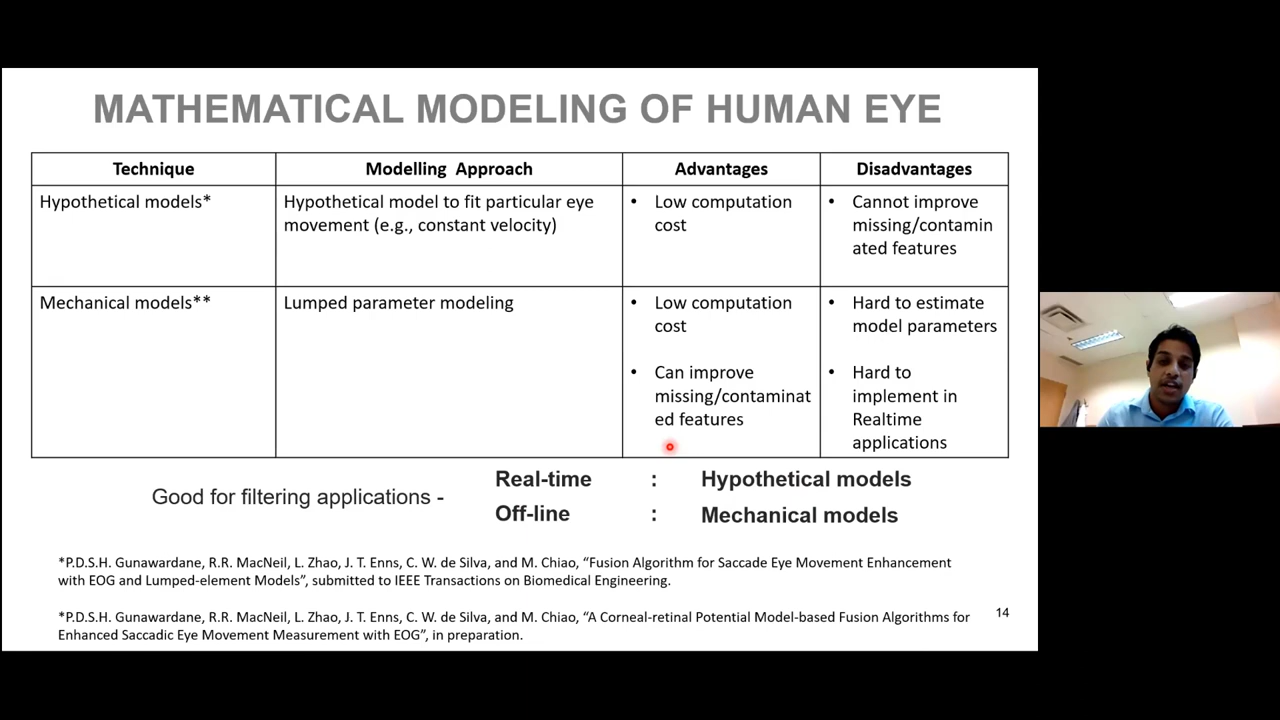 MATHEMATICAL MODELING OF HUMAN EYE
Technique
Modelling Approach
Advantages
Disadvantages
Hypothetical models*
Hypothetical model to fit particular eye
movement (e.g., constant velocity)
• Low computation
cost
• Cannot improve
missing/contamin
ated features
Mechanical models**
Lumped parameter modeling
• Low computation
cost
• Can improve
missing/contaminat
ed features
• Hard to estimate
model parameters
• Hard to
implement in
Realtime
applications
Good for filtering applications -
Real-time : Hypothetical models
Off-line : Mechanical models
*P.D.S.H. Gunawardane, R.R. MacNeil, L. Zhao, J. T. Enns, C. W. de Silva, and M. Chiao, “Fusion Algorithm for Saccade Eye Movement Enhancement
with EOG and Lumped-element Models”, submitted to IEEE Transactions on Biomedical Engineering.
*P.D.S.H. Gunawardane, R.R. MacNeil, L. Zhao, J. T. Enns, C. W. de Silva, and M. Chiao, “A Corneal-retinal Potential Model-based Fusion Algorithms for
Enhanced Saccadic Eye Movement Measurement with EOG”, in preparation.
14